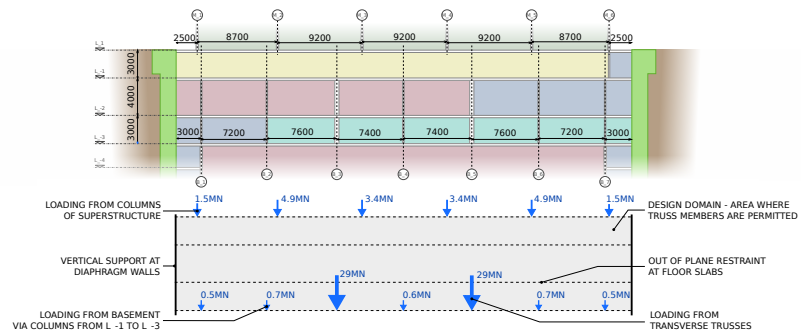 2500 8700 9200 9200 9200 8700 2500
3000
4000
3000
3000 7200 7600 7400 7400 7600 7200 3000
1.5MN 4.9MN 3.4MN 3.4MN 4.9MN 1.5MN
LOADING FROM COLUMNS
OF SUPERSTRUCTURE
DESIGN DOMAIN - AREA WHERE
TRUSS MEMBERS ARE PERMITTED
VERTICAL SUPPORT AT
DIAPHRAGM WALLS
OUT OF PLANE RESTRAINT
AT FLOOR SLABS
29MN 29MN
0.5MN 0.7MN 0.6MN 0.7MN 0.5MN
LOADING FROM BASEMENT
VIA COLUMNS FROM L -1 TO L -3
LOADING FROM
TRANSVERSE TRUSSES